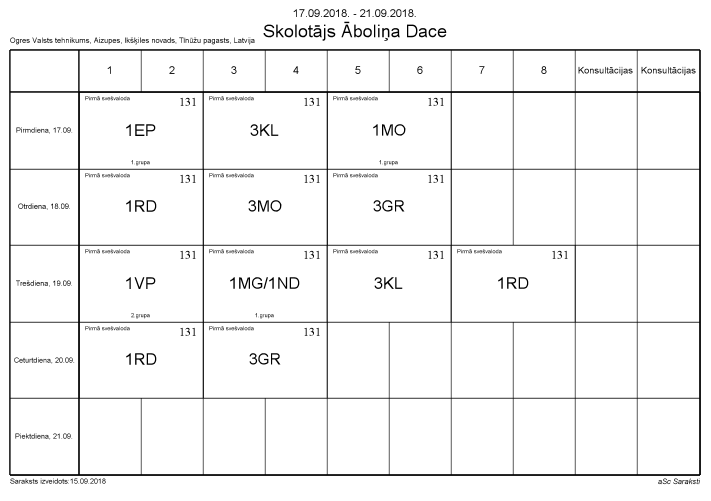 17.09.2018. - 21.09.2018.
Skolotājs Āboliņa Dace
Ogres Valsts tehnikums, Aizupes, Ikšķiles novads, Tīnūžu pagasts, Latvija
1 2 3 4 5 6 7 8 Konsultācijas Konsultācijas
Pirmdiena, 17.09.
Pirmā svešvaloda 131
1EP
1.grupa
Pirmā svešvaloda 131
3KL
Pirmā svešvaloda 131
1MO
1.grupa
Otrdiena, 18.09.
Pirmā svešvaloda 131
1RD
Pirmā svešvaloda 131
3MO
Pirmā svešvaloda 131
3GR
Trešdiena, 19.09.
Pirmā svešvaloda 131
1VP
2.grupa
Pirmā svešvaloda 131
1MG/1ND
1.grupa
Pirmā svešvaloda 131
3KL
Pirmā svešvaloda 131
1RD
Ceturtdiena, 20.09.
Pirmā svešvaloda 131
1RD
Pirmā svešvaloda 131
3GR
Piektdiena, 21.09.
Saraksts izveidots:15.09.2018
aSc Saraksti